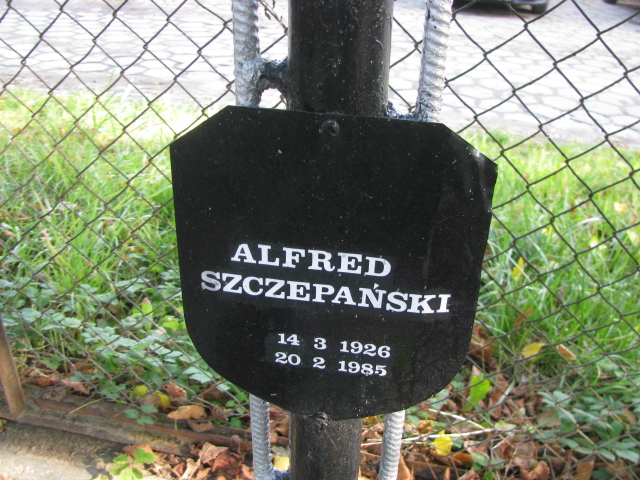 ALFRED
SZCZEPAŃSKI
14 3 1926
20 2 1985